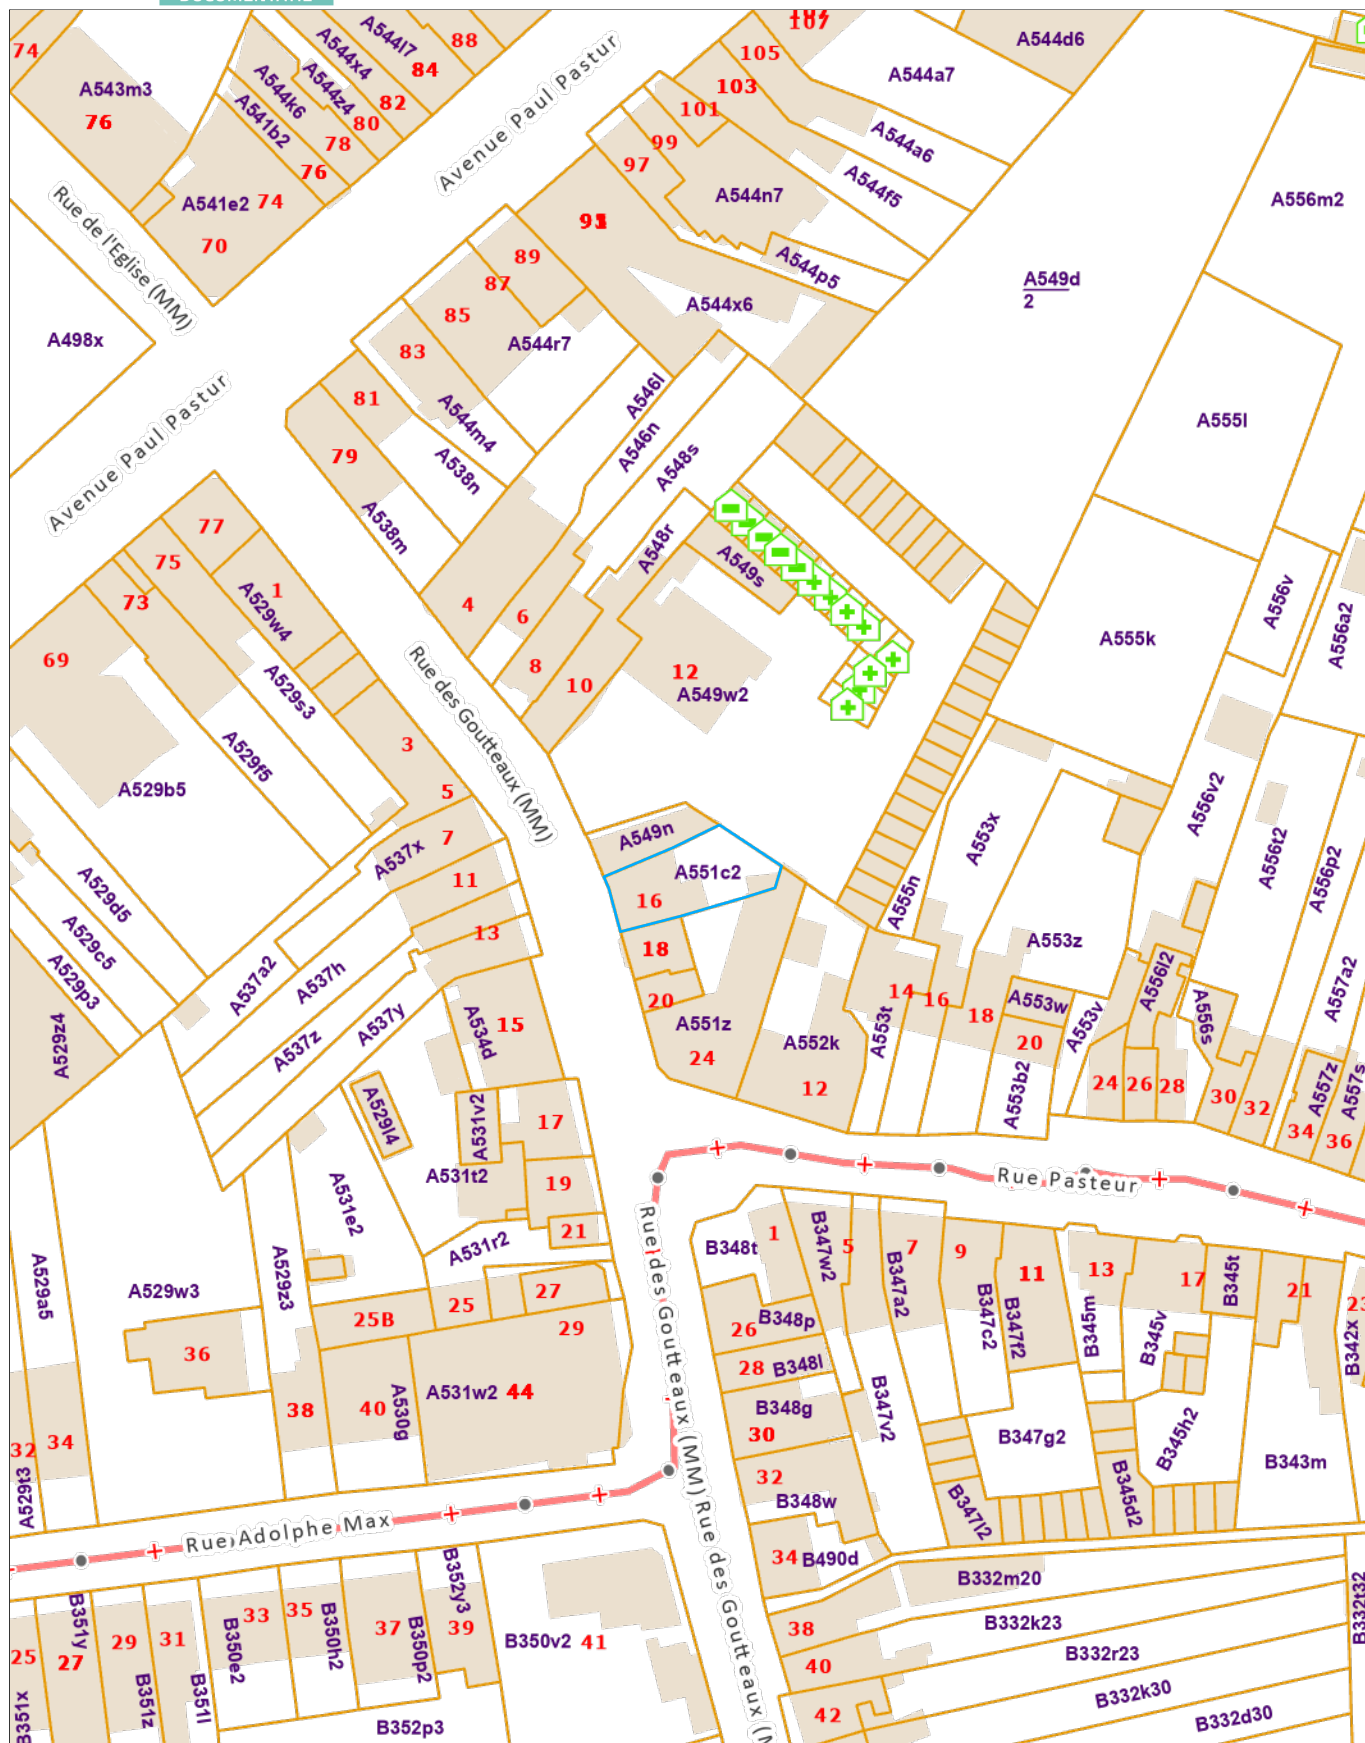 74
A543m3
76
A544l7
88
84
A544x4
A544z4
82
A544k6
80
A541b2
78
76
A541e2
74
70
Avenue Paul Pastur
107
105
103
101
99
97
A544d6
A544a7
A544a6
A544f5
A544n7
A544p5
A556m2
Rue de l'Eglise (MM)
A498x
89
87
85
A544x6
A549d
2
83
A544r7
81
A544m4
79
A538n
A538m
A546l
A546n
A548s
A555l
Avenue Paul Pastur
77
75
73
1
A529w4
69
A529s3
A529f5
A529b5
3
5
4
6
8
10
A548r
A549s
12
A549w2
A556v
A556a2
A555k
Rue des Goutteaux (MM)
A556v2
A556t2
A556p2
A553x
A549n
A551c2
16
18
20
A551z
24
A555n
A553z
7
A537x
11
13
A529d5
A529c5
A529p3
A529z4
A537a2
A537h
A537z
A537y
A534d
15
A552k
12
A553t
14
16
18
A553w
20
A553v
A553b2
A556l2
A556s
A557a2
24
26
28
30
32
A557z
A557s
34
36
A529l4
A531v2
17
A531t2
19
21
A531e2
A531r2
Rue Pasteur
A529a5
A529w3
A529z3
25B
25
27
29
36
38
40
A530g
A531w2
44
32
34
A529t3
Rue des Goutteaux (MM)
B348t
1
B347w2
5
B347a2
7
9
B347c2
B347f2
11
13
B345m
B345v
17
B345t
21
23
B342x
26
B348p
28
B348l
B348g
30
B347v2
32
B348w
B347g2
B347l2
B345d2
B345h2
B343m
34
B490d
Rue Adolphe Max
Rue des Goutteaux (M
B332m20
38
B332k23
40
B332r23
B332k30
42
B332d30
B332t32
25
B351x
B351y
27
29
B351z
31
B351l
B350e2
33
35
B350h2
37
B350p2
B352y3
39
B350v2
41
B352p3